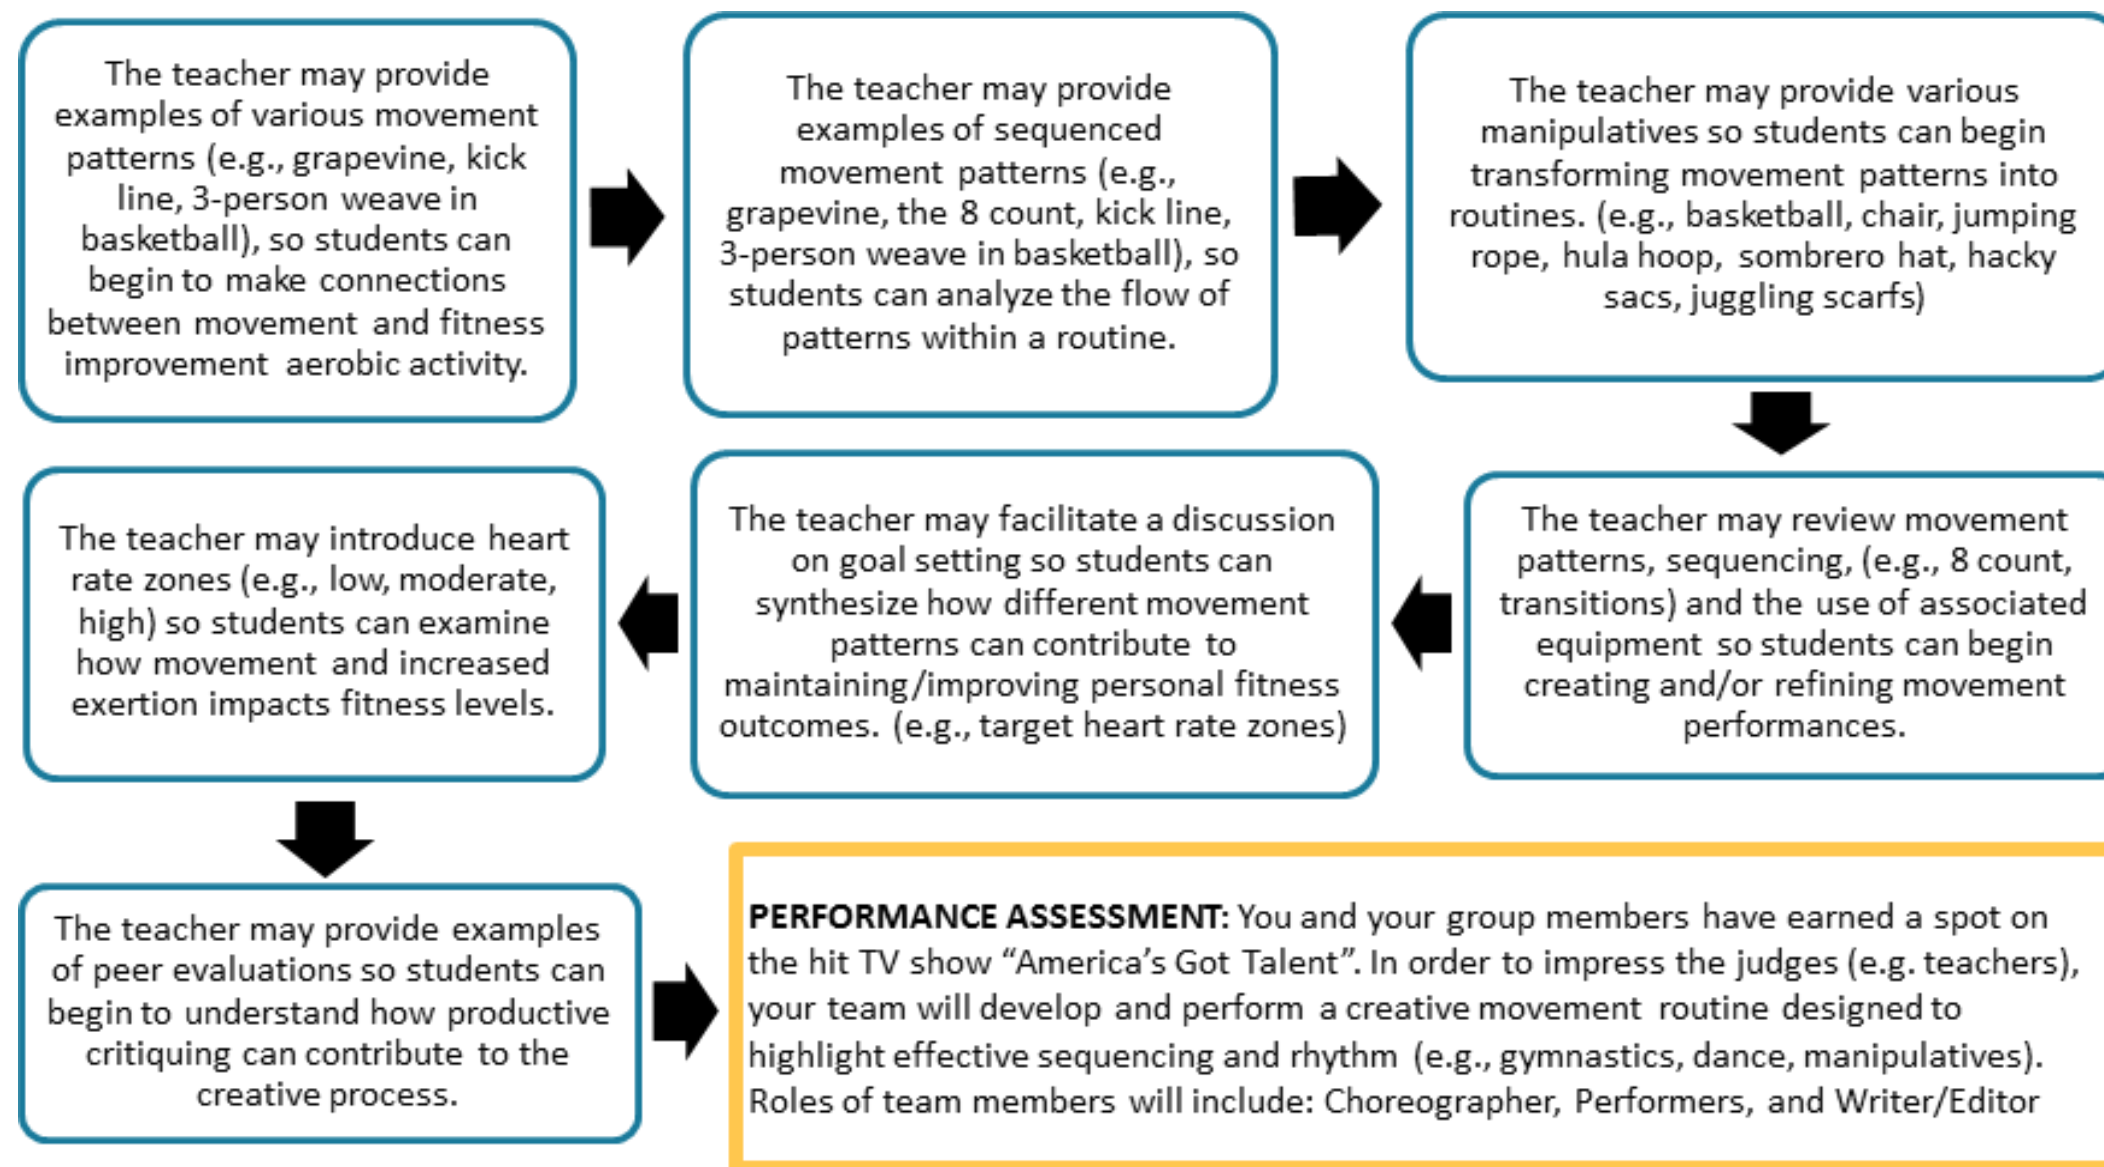 The teacher may provide
examples of various movement
patterns (e.g., grapevine, kick
line, 3-person weave in
basketball), so students can
begin to make connections
between movement and fitness
improvement aerobic activity.
The teacher may provide
examples of sequenced
movement patterns (e.g.,
grapevine, the 8 count, kick line,
3-person weave in basketball), so
students can analyze the flow of
patterns within a routine.
The teacher may provide various
manipulatives so students can begin
transforming movement patterns into
routines. (e.g., basketball, chair, jumping
rope, hula hoop, sombrero hat, hacky
sacs, juggling scarfs)
The teacher may review movement
patterns, sequencing, (e.g., 8 count,
transitions) and the use of associated
equipment so students can begin
creating and/or refining movement
performances.
The teacher may facilitate a discussion
on goal setting so students can
synthesize how different movement
patterns can contribute to
maintaining/improving personal fitness
outcomes. (e.g., target heart rate zones)
The teacher may introduce heart
rate zones (e.g., low, moderate,
high) so students can examine
how movement and increased
exertion impacts fitness levels.
The teacher may provide examples
of peer evaluations so students can
begin to understand how productive
critiquing can contribute to the
creative process.
PERFORMANCE ASSESSMENT: You and your group members have earned a spot on
the hit TV show “America’s Got Talent”. In order to impress the judges (e.g. teachers),
your team will develop and perform a creative movement routine designed to
highlight effective sequencing and rhythm (e.g., gymnastics, dance, manipulatives).
Roles of team members will include: Choreographer, Performers, and Writer/Editor